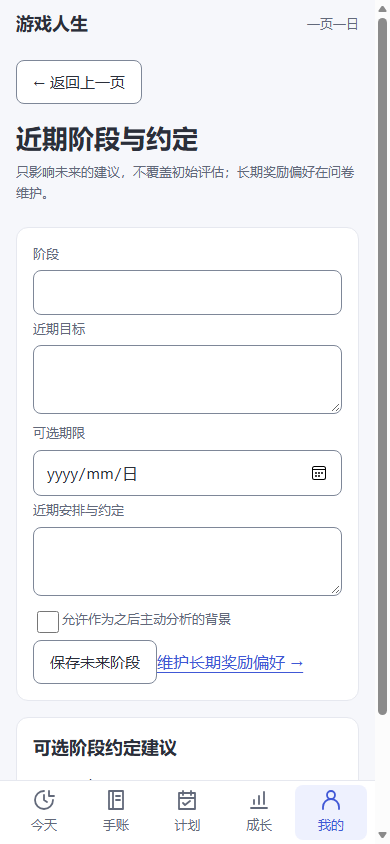 游戏人生
一页一日
← 返回上一页
近期阶段与约定
只影响未来的建议，不覆盖初始评估；长期奖励偏好在问卷
维护。
阶段
近期目标
可选期限
yyyy/mm/日
近期安排与约定
允许作为之后主动分析的背景
保存未来阶段
维护长期奖励偏好 →
可选阶段约定建议
今天
手账
计划
成长
我的